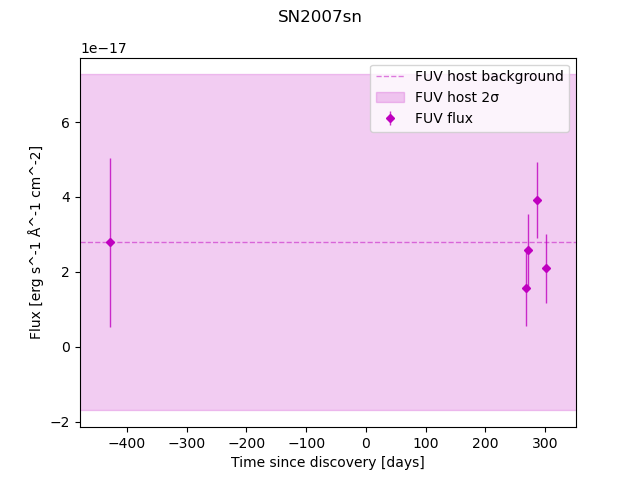 SN2007sn
1e−17
FUV host background
FUV host 2σ
FUV flux
6
4
2
0
−2
Flux [erg s^-1 Å^-1 cm^-2]
−400 −300 −200 −100 0 100 200 300
Time since discovery [days]